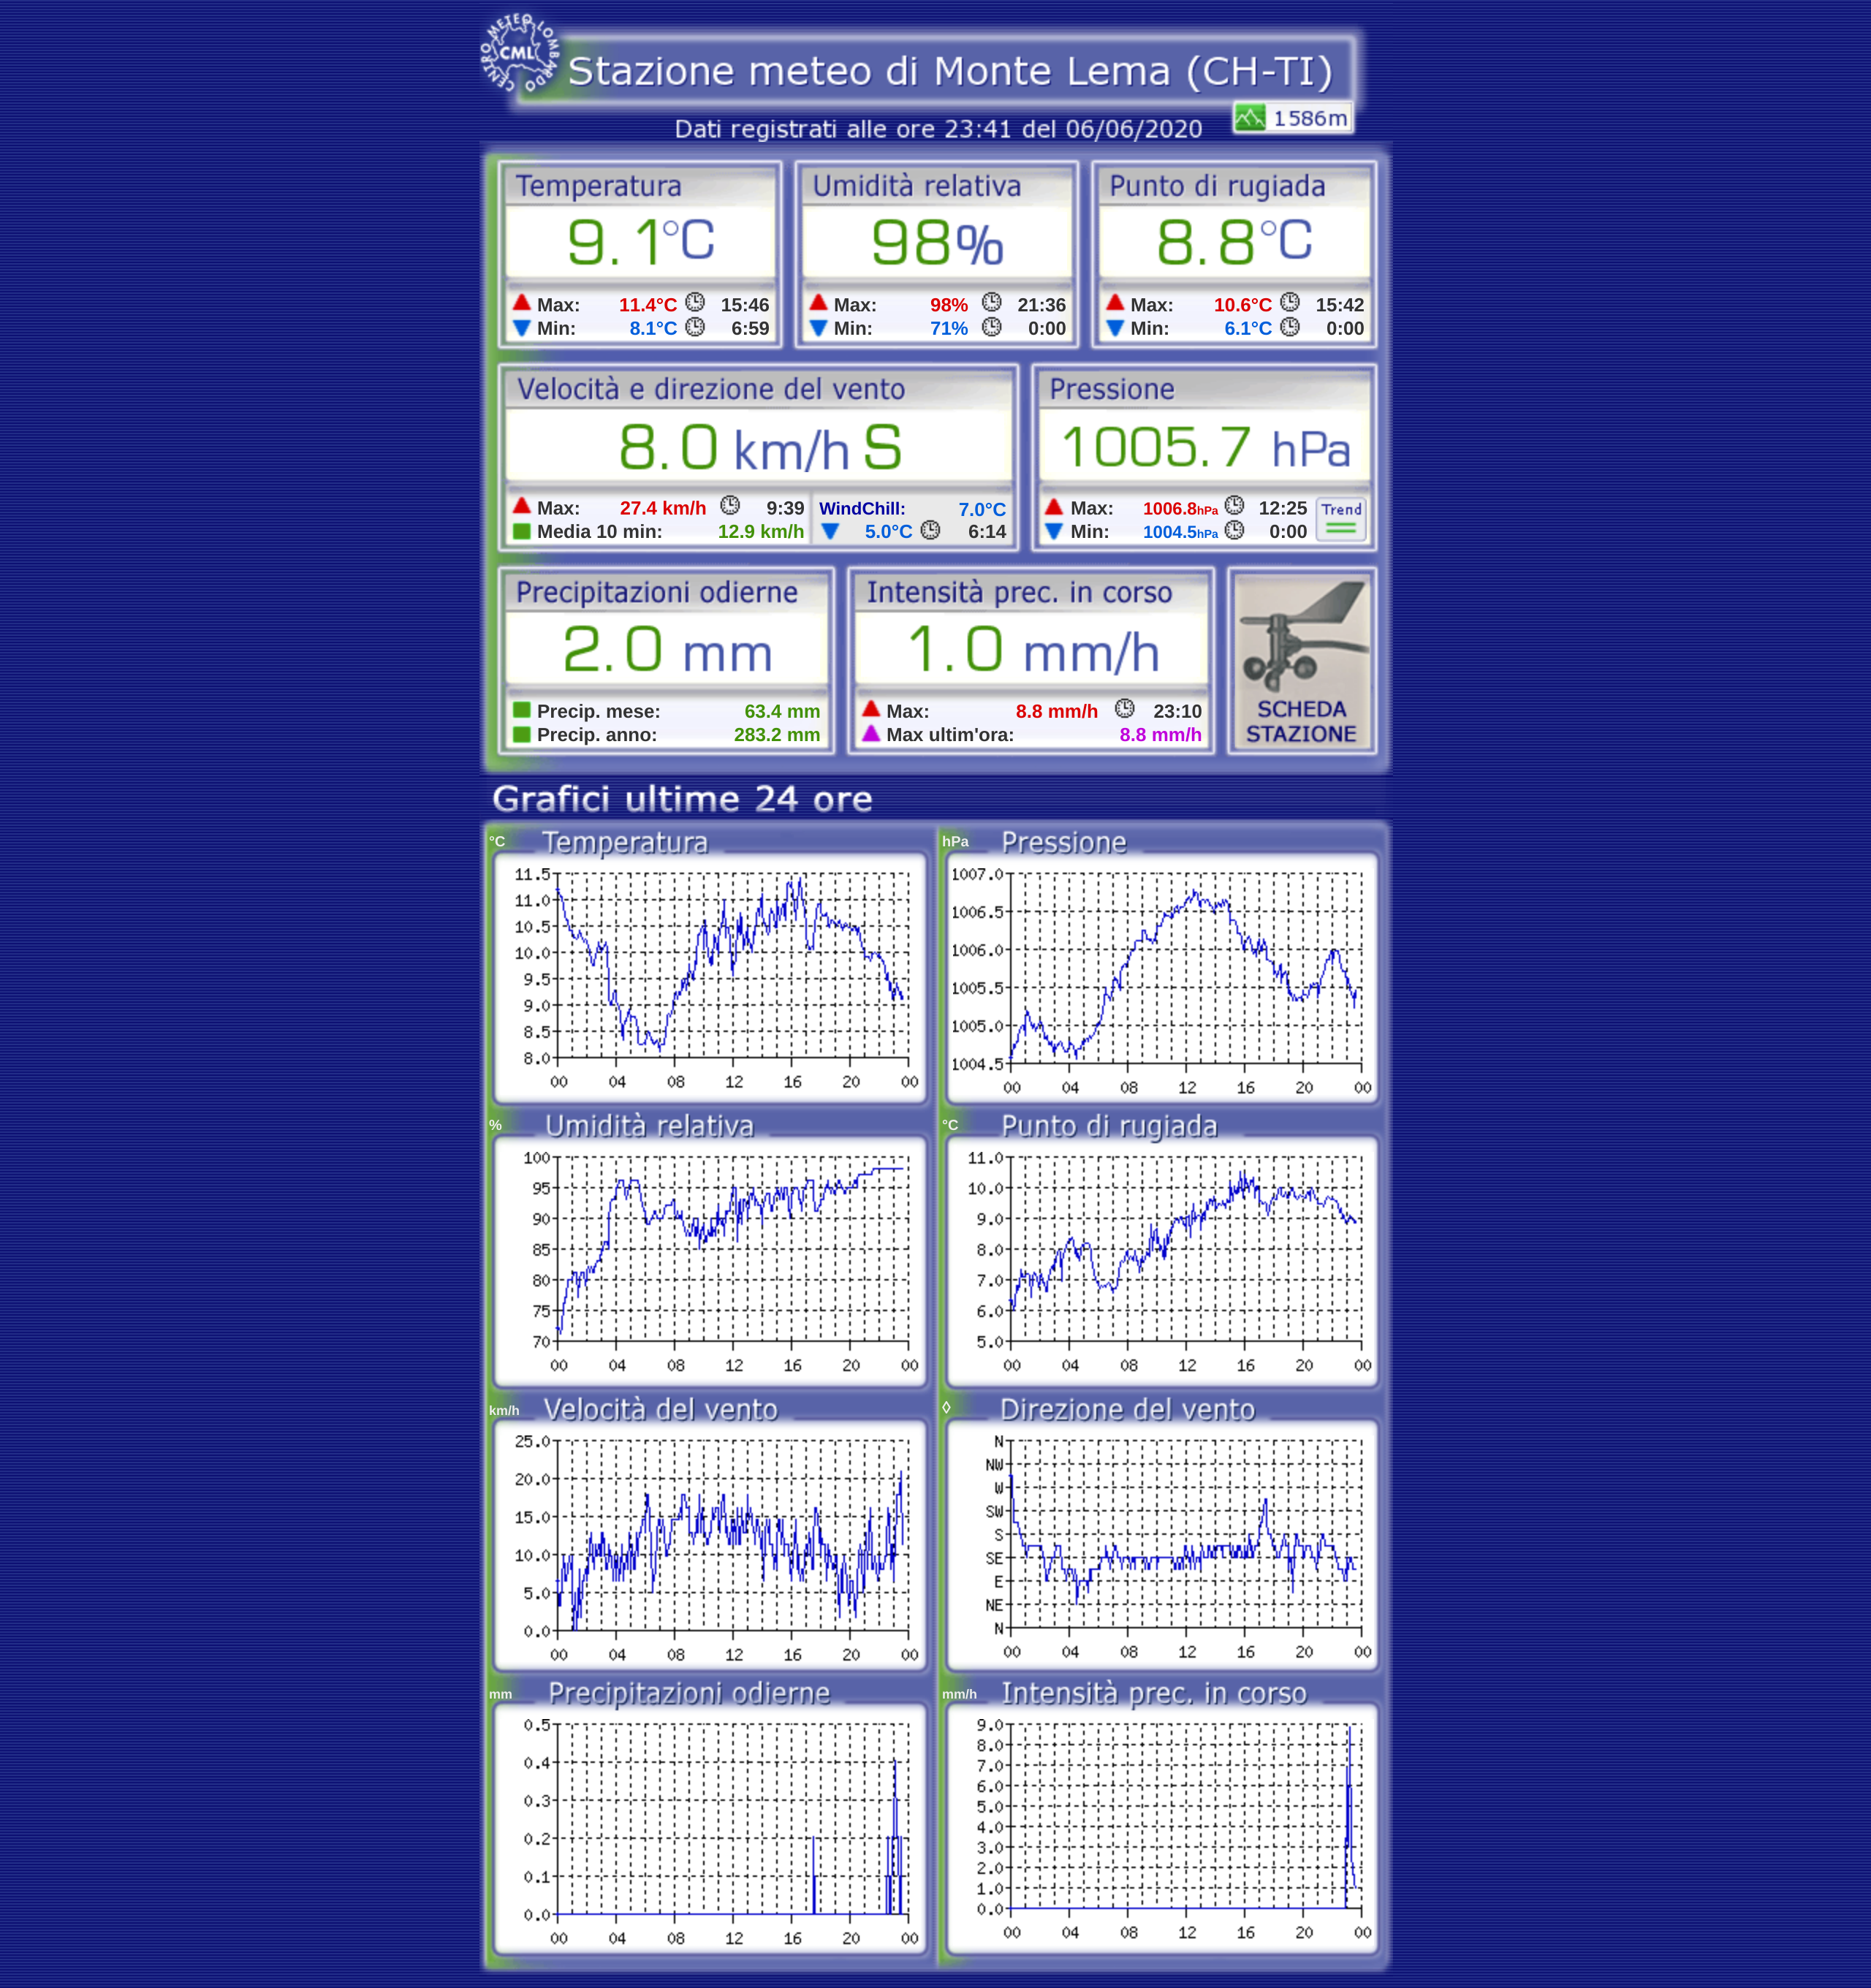 CENTRO METEO LOMBARDO
CML
Stazione meteo di Monte Lema (CH-TI)
1586m
Dati registrati alle ore 23:41 del 06/06/2020
Temperatura Umidità relativa Punto di rugiada
9.1°C 98% 8.8°C
Max: 11.4°C 15:46 Max: 98% 21:36 Max: 10.6°C 15:42
Min: 8.1°C 6:59 Min: 71% 0:00 Min: 6.1°C 0:00
Velocità e direzione del vento Pressione
8.0 km/h S 1005.7 hPa
Max: 27.4 km/h 9:39 WindChill: 7.0°C Max: 1006.8hPa 12:25 Trend
Media 10 min: 12.9 km/h 5.0°C 6:14 Min: 1004.5hPa 0:00
Precipitazioni odierne Intensità prec. in corso
2.0 mm 1.0 mm/h
Precip. mese: 63.4 mm Max: 8.8 mm/h 23:10 SCHEDA
Precip. anno: 283.2 mm Max ultim'ora: 8.8 mm/h STAZIONE
Grafici ultime 24 ore
°C Temperatura
11.5
11.0
10.5
10.0
9.5
9.0
8.5
8.0
00 04 08 12 16 20 00
hPa Pressione
1007.0
1006.5
1006.0
1005.5
1005.0
1004.5
00 04 08 12 16 20 00
% Umidità relativa
100
95
90
85
80
75
70
00 04 08 12 16 20 00
°C Punto di rugiada
11.0
10.0
9.0
8.0
7.0
6.0
5.0
00 04 08 12 16 20 00
km/h Velocità del vento
25.0
20.0
15.0
10.0
5.0
0.0
00 04 08 12 16 20 00
◊ Direzione del vento
N
NW
W
SW
S
SE
E
NE
N
00 04 08 12 16 20 00
mm Precipitazioni odierne
0.5
0.4
0.3
0.2
0.1
0.0
00 04 08 12 16 20 00
mm/h Intensità prec. in corso
9.0
8.0
7.0
6.0
5.0
4.0
3.0
2.0
1.0
0.0
00 04 08 12 16 20 00